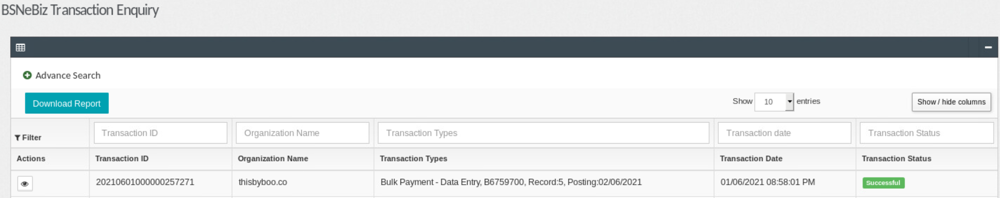 BSNeBiz Transaction Enquiry
Advance Search
Download Report
Show 10 entries
Show / hide columns
Filter
Transaction ID
Organization Name
Transaction Types
Transaction date
Transaction Status
Actions
Transaction ID
Organization Name
Transaction Types
Transaction Date
Transaction Status
20210601000000257271
thisbyboo.co
Bulk Payment - Data Entry, B6759700, Record:5, Posting:02/06/2021
01/06/2021 08:58:01 PM
Successful